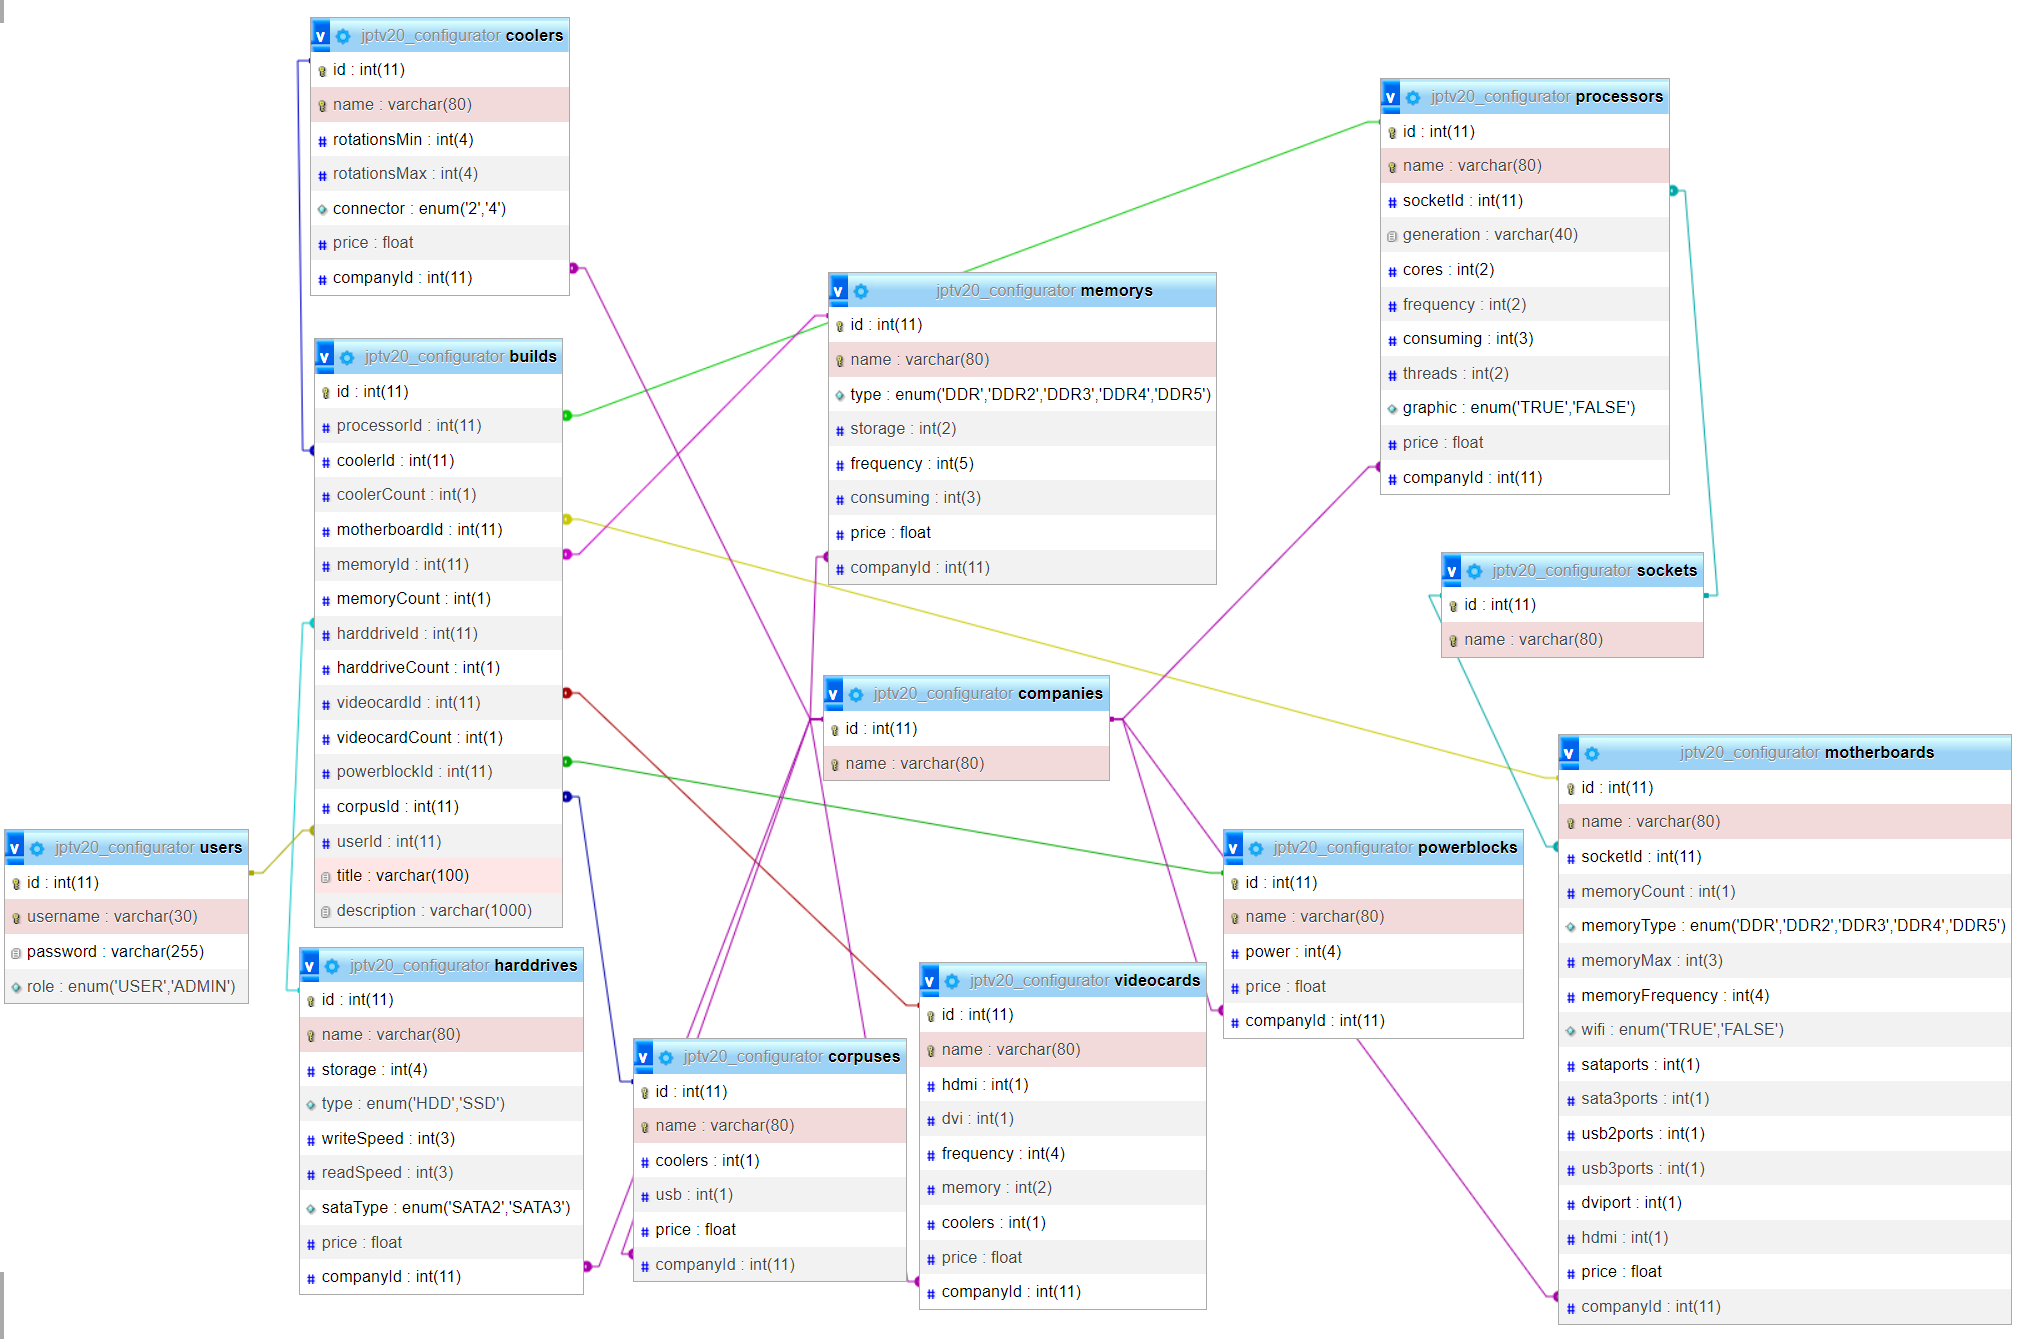 v jptv20_configurator coolers
id : int(11)
name : varchar(80)
# rotationsMin : int(4)
# rotationsMax : int(4)
connector : enum('2','4')
# price : float
# companyId : int(11)
v jptv20_configurator processors
id : int(11)
name : varchar(80)
# socketId : int(11)
generation : varchar(40)
# cores : int(2)
# frequency : int(2)
# consuming : int(3)
# threads : int(2)
graphic : enum('TRUE','FALSE')
# price : float
# companyId : int(11)
v jptv20_configurator memorys
id : int(11)
name : varchar(80)
type : enum('DDR','DDR2','DDR3','DDR4','DDR5')
# storage : int(2)
# frequency : int(5)
# consuming : int(3)
# price : float
# companyId : int(11)
v jptv20_configurator builds
id : int(11)
# processorId : int(11)
# coolerId : int(11)
# coolerCount : int(1)
# motherboardId : int(11)
# memoryId : int(11)
# memoryCount : int(1)
# harddriveId : int(11)
# harddriveCount : int(1)
# videocardId : int(11)
# videocardCount : int(1)
# powerblockId : int(11)
# corpusId : int(11)
# userId : int(11)
title : varchar(100)
description : varchar(1000)
v jptv20_configurator sockets
id : int(11)
name : varchar(80)
v jptv20_configurator companies
id : int(11)
name : varchar(80)
v jptv20_configurator motherboards
id : int(11)
name : varchar(80)
# socketId : int(11)
# memoryCount : int(1)
memoryType : enum('DDR','DDR2','DDR3','DDR4','DDR5')
# memoryMax : int(3)
# memoryFrequency : int(4)
wifi : enum('TRUE','FALSE')
# sataports : int(1)
# sata3ports : int(1)
# usb2ports : int(1)
# usb3ports : int(1)
# dviport : int(1)
# hdmi : int(1)
# price : float
# companyId : int(11)
v jptv20_configurator users
id : int(11)
username : varchar(30)
password : varchar(255)
role : enum('USER','ADMIN')
v jptv20_configurator powerblocks
id : int(11)
name : varchar(80)
# power : int(4)
# price : float
# companyId : int(11)
v jptv20_configurator harddrives
id : int(11)
name : varchar(80)
# storage : int(4)
type : enum('HDD','SSD')
# writeSpeed : int(3)
# readSpeed : int(3)
sataType : enum('SATA2','SATA3')
# price : float
# companyId : int(11)
v jptv20_configurator corpuses
id : int(11)
name : varchar(80)
# coolers : int(1)
# usb : int(1)
# price : float
# companyId : int(11)
v jptv20_configurator videocards
id : int(11)
name : varchar(80)
# hdmi : int(1)
# dvi : int(1)
# frequency : int(4)
# memory : int(2)
# coolers : int(1)
# price : float
# companyId : int(11)